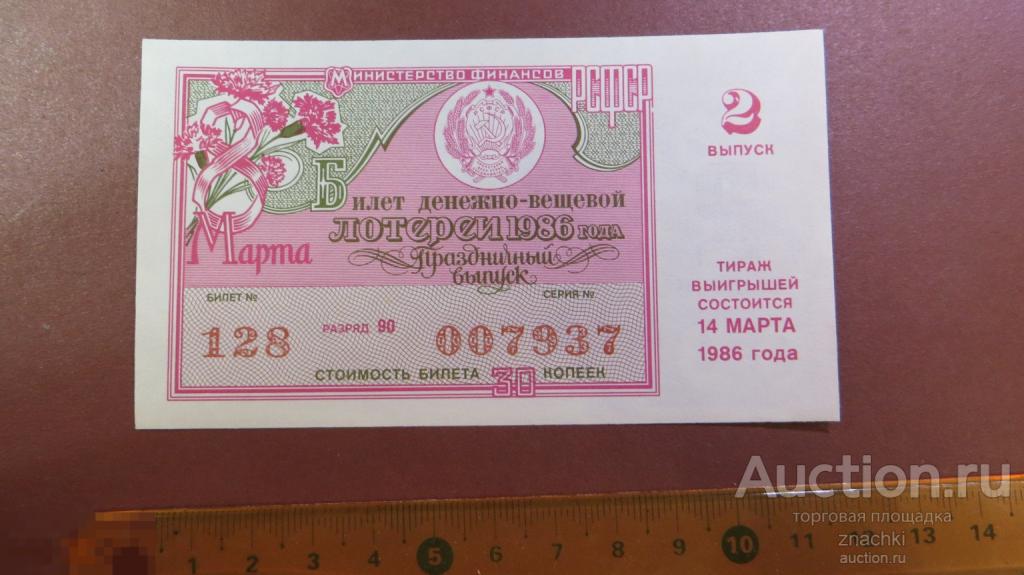 Министерство финансов
РСФСР
8
Марта
Билет денежно-вещевой
лотереи 1986 года
Праздничный
выпуск
БИЛЕТ №
СЕРИЯ №
128
РАЗРЯД 90
007937
СТОИМОСТЬ БИЛЕТА 30 КОПЕЕК
2
ВЫПУСК
ТИРАЖ
ВЫИГРЫШЕЙ
СОСТОИТСЯ
14 МАРТА
1986 года
Auction.ru
торговая площадка
znachki
auction.ru
1 2 3 4 5 6 7 8 9 10 11 12 13 14